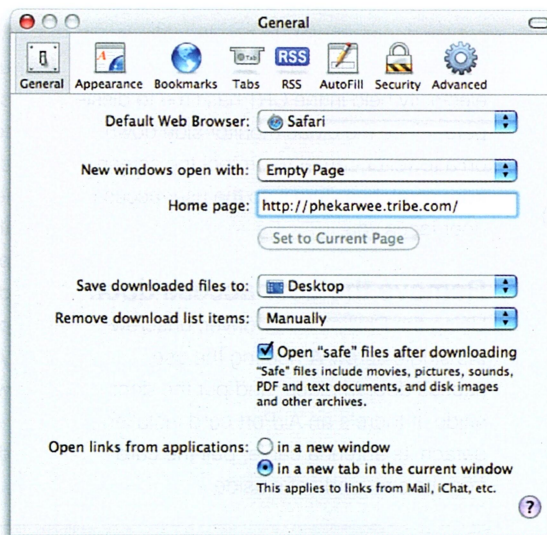 General
General Appearance Bookmarks Tabs RSS AutoFill Security Advanced
Default Web Browser: Safari
New windows open with: Empty Page
Home page: http://phekarwee.tribe.com/
Set to Current Page
Save downloaded files to: Desktop
Remove download list items: Manually
Open “safe” files after downloading
“Safe” files include movies, pictures, sounds,
PDF and text documents, and disk images
and other archives.
Open links from applications: in a new window
in a new tab in the current window
This applies to links from Mail, iChat, etc.
?